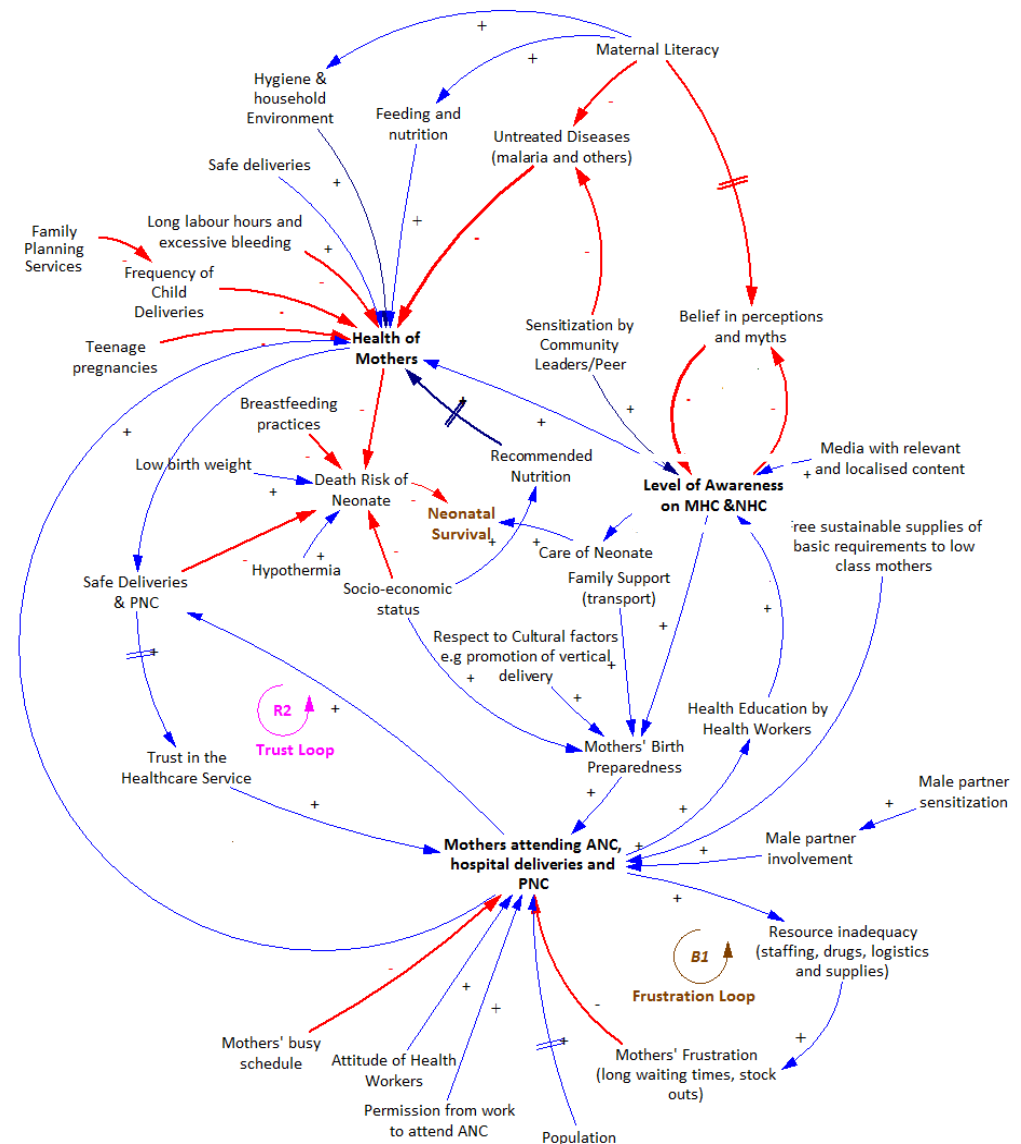 Maternal Literacy
Hygiene &
household
Environment
Feeding and
nutrition
Untreated Diseases
(malaria and others)
Safe deliveries
Long labour hours and
excessive bleeding
Family
Planning
Services
Frequency of
Child
Deliveries
Teenage
pregnancies
Health of
Mothers
Sensitization by
Community
Leaders/Peer
Belief in perceptions
and myths
Breastfeeding
practices
Low birth weight
Death Risk of
Neonate
Neonatal
Survival
Recommended
Nutrition
Level of Awareness
on MHC &NHC
Media with relevant
and localised content
Free sustainable supplies of
basic requirements to low
class mothers
Care of Neonate
Hypothermia
Safe Deliveries
& PNC
Socio-economic
status
Family Support
(transport)
Respect to Cultural factors
e.g promotion of vertical
delivery
Health Education by
Health Workers
R2
Trust Loop
Trust in the
Healthcare Service
Mothers' Birth
Preparedness
Male partner
sensitization
Male partner
involvement
Mothers attending ANC,
hospital deliveries and
PNC
Resource inadequacy
(staffing, drugs, logistics
and supplies)
B1
Frustration Loop
Mothers' busy
schedule
Attitude of Health
Workers
Permission from work
to attend ANC
Population
Mothers' Frustration
(long waiting times, stock
outs)